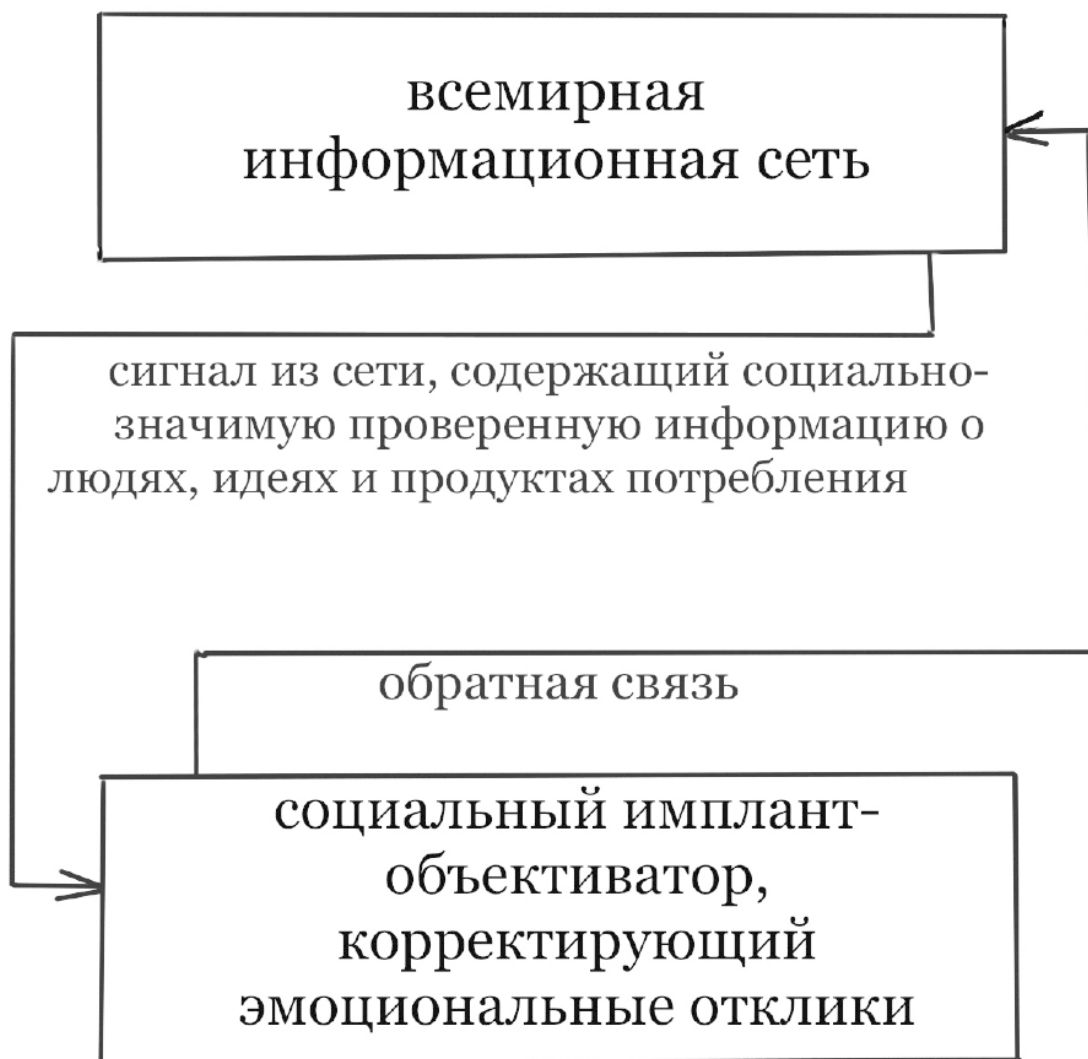 всемирная
информационная сеть
сигнал из сети, содержащий социально-
значимую проверенную информацию о
людях, идеях и продуктах потребления
обратная связь
социальный имплант-
объективатор,
корректирующий
эмоциональные отклики